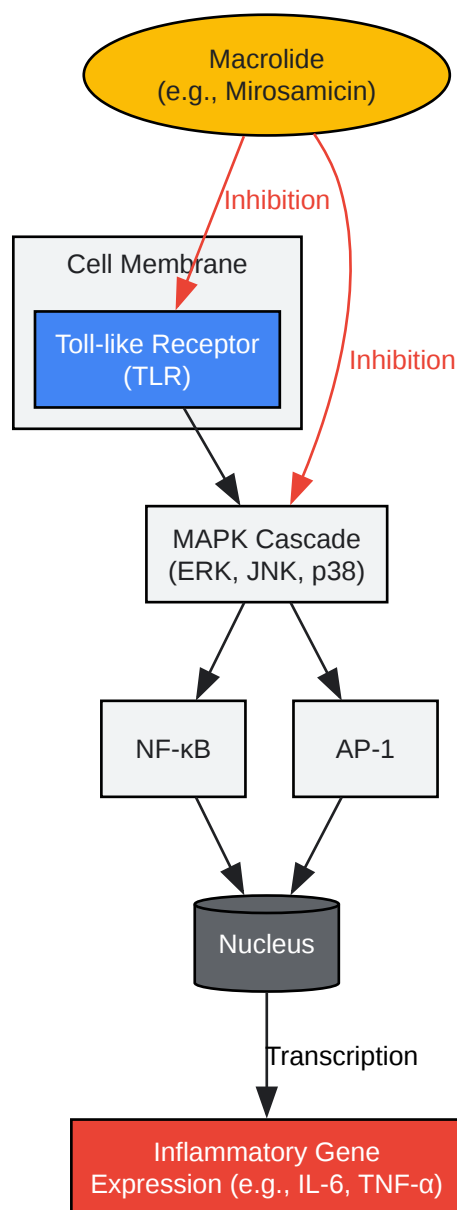 Macrolide
(e.g., Mirosamicin)
Inhibition
Cell Membrane
Toll-like Receptor
(TLR)
Inhibition
MAPK Cascade
(ERK, JNK, p38)
NF-κB
AP-1
Nucleus
Transcription
Inflammatory Gene
Expression (e.g., IL-6, TNF-α)